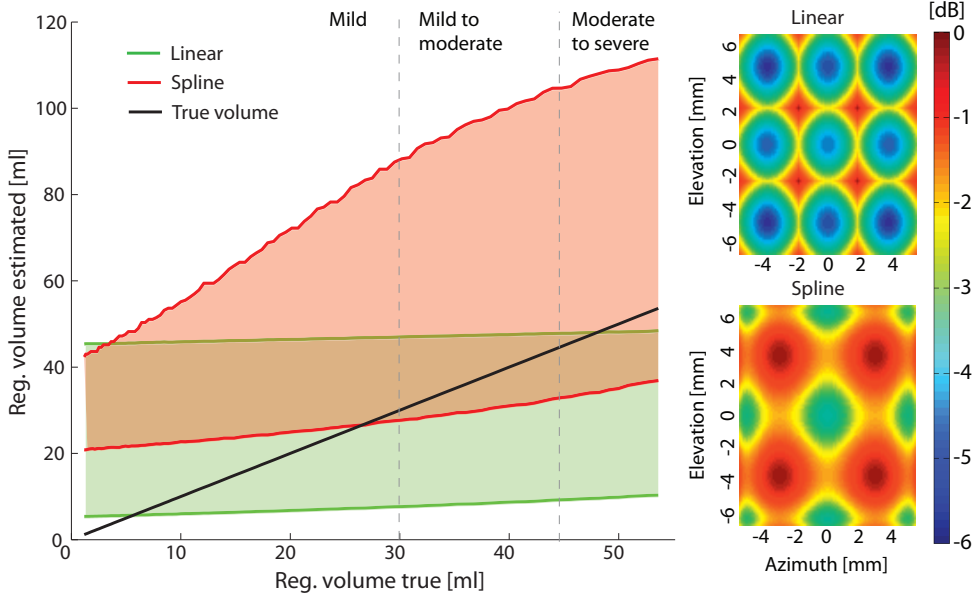 Mild
Mild to
moderate
Moderate
to severe
Linear
Spline
True volume
120
100
80
60
40
20
0
Reg. volume estimated [ml]
0
10
20
30
40
50
Reg. volume true [ml]
Linear
6
4
2
0
-2
-4
-6
Elevation [mm]
-4
-2
0
2
4
Spline
6
4
2
0
-2
-4
-6
Elevation [mm]
-4
-2
0
2
4
Azimuth [mm]
[dB]
0
-1
-2
-3
-4
-5
-6